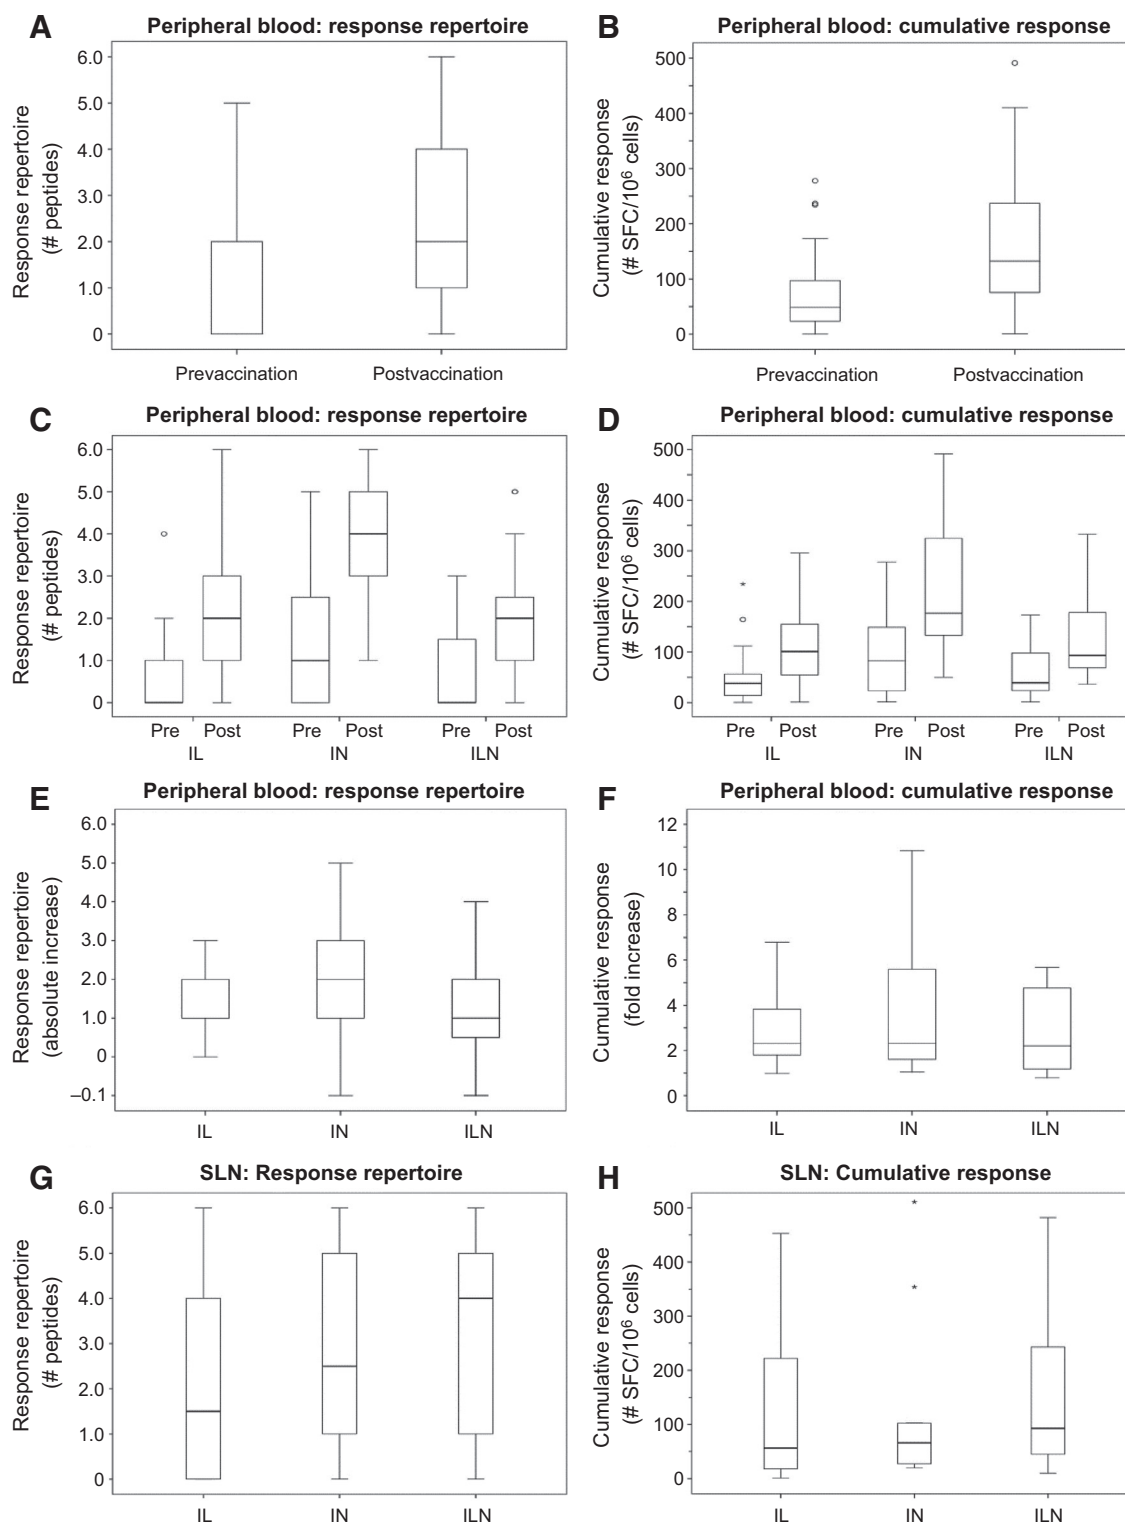 A Peripheral blood: response repertoire
Response repertoire
(# peptides)
6.0
5.0
4.0
3.0
2.0
1.0
0
Prevaccination Postvaccination
B Peripheral blood: cumulative response
Cumulative response
(# SFC/10⁶ cells)
500
400
300
200
100
0
Prevaccination Postvaccination
C Peripheral blood: response repertoire
Response repertoire
(# peptides)
6.0
5.0
4.0
3.0
2.0
1.0
0
Pre Post Pre Post Pre Post
IL IN ILN
D Peripheral blood: cumulative response
Cumulative response
(# SFC/10⁶ cells)
500
400
300
200
100
0
Pre Post Pre Post Pre Post
IL IN ILN
E Peripheral blood: response repertoire
Response repertoire
(absolute increase)
6.0
5.0
4.0
3.0
2.0
1.0
0
–0.1
IL IN ILN
F Peripheral blood: cumulative response
Cumulative response
(fold increase)
12
10
8
6
4
2
0
IL IN ILN
G SLN: Response repertoire
Response repertoire
(# peptides)
6.0
5.0
4.0
3.0
2.0
1.0
0
IL IN ILN
H SLN: Cumulative response
Cumulative response
(# SFC/10⁶ cells)
500
400
300
200
100
0
IL IN ILN